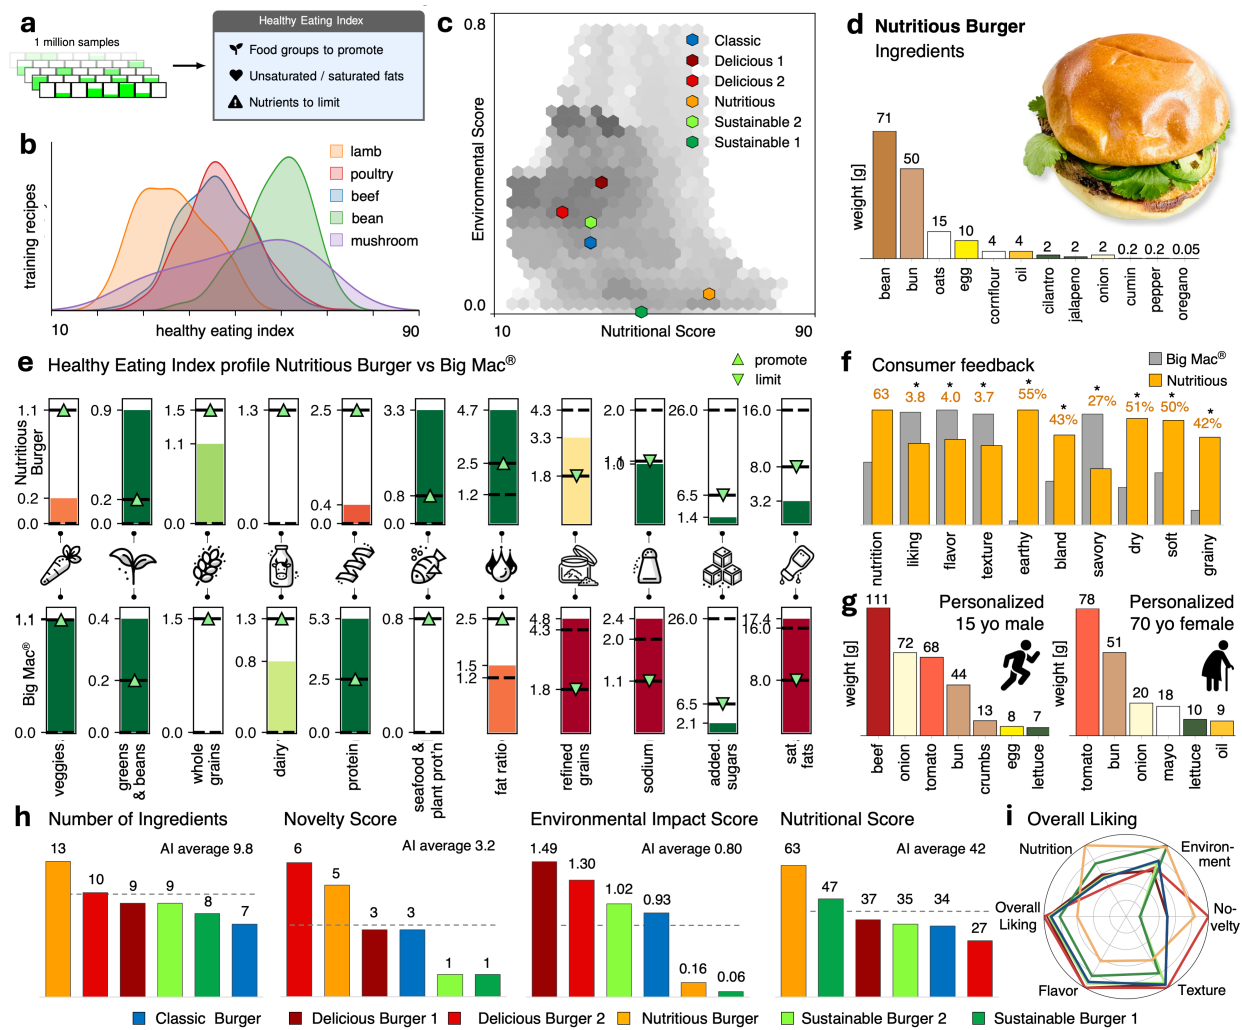 a
1 million samples
Healthy Eating Index
Food groups to promote
Unsaturated / saturated fats
Nutrients to limit
b
training recipes
lamb
poultry
beef
bean
mushroom
10
healthy eating index
90
c
0.8
Environmental Score
0.0
10
Nutritional Score
90
Classic
Delicious 1
Delicious 2
Nutritious
Sustainable 2
Sustainable 1
d
Nutritious Burger
Ingredients
weight [g]
71
50
15
10
4
4
2
2
2
0.2
0.2
0.05
bean
bun
oats
egg
cornflour
oil
cilantro
jalapeno
onion
cumin
pepper
oregano
e
Healthy Eating Index profile Nutritious Burger vs Big Mac®
promote
limit
Nutritious
Burger
1.1
0.2
0.0
0.9
0.2
0.0
1.5
1.1
0.0
1.3
0.0
2.5
0.4
0.0
3.3
0.8
0.0
4.7
2.5
1.2
4.3
3.3
1.8
2.0
1.1
1.0
26.0
6.5
1.4
16.0
8.0
3.2
Big Mac®
1.1
0.0
0.4
0.2
0.0
1.5
0.0
1.3
0.8
0.0
5.3
2.5
0.0
0.8
0.0
2.5
1.5
1.2
4.8
4.3
1.8
2.4
2.0
1.1
26.0
6.5
2.1
17.4
16.0
8.0
veggies
greens
& beans
whole
grains
dairy
protein
seafood &
plant prot'n
fat ratio
refined
grains
sodium
added
sugars
sat
fats
f
Consumer feedback
Big Mac®
Nutritious
63
* 3.8
* 4.0
* 3.7
* 55%
* 43%
* 27%
* 51%
* 50%
* 42%
nutrition
liking
flavor
texture
earthy
bland
savory
dry
soft
grainy
g
Personalized
15 yo male
weight [g]
111
72
68
44
13
8
7
beef
onion
tomato
bun
crumbs
egg
lettuce
Personalized
70 yo female
weight [g]
78
51
20
18
10
9
tomato
bun
onion
mayo
lettuce
oil
h
Number of Ingredients
AI average 9.8
13
10
9
9
8
7
Novelty Score
AI average 3.2
6
5
3
3
1
1
Environmental Impact Score
AI average 0.80
1.49
1.30
1.02
0.93
0.16
0.06
Nutritional Score
AI average 42
63
47
37
35
34
27
i
Overall Liking
Nutrition
Environ-
ment
Overall
Liking
No-
velty
Flavor
Texture
Classic Burger
Delicious Burger 1
Delicious Burger 2
Nutritious Burger
Sustainable Burger 2
Sustainable Burger 1